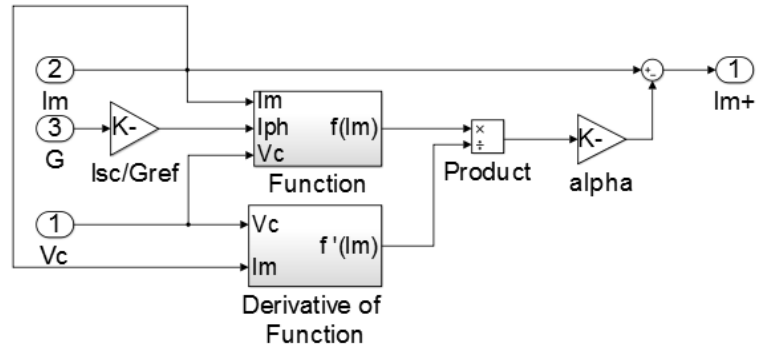 2
Im
3
G
K-
Isc/Gref
Im
Iph
Vc
f(Im)
Function
1
Vc
Vc
Im
f '(Im)
Derivative of
Function
×
÷
Product
K-
alpha
+
-
1
Im+